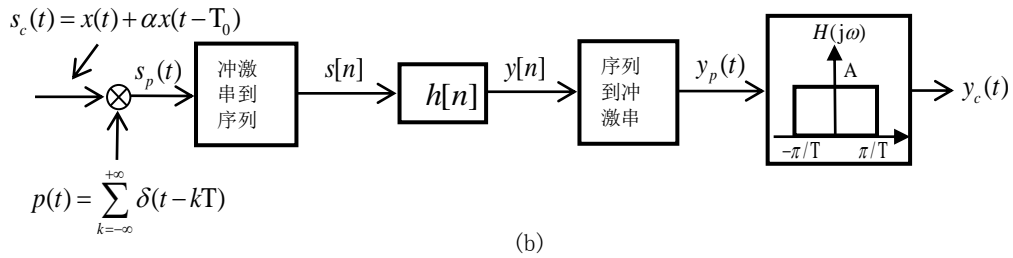 s_c(t) = x(t) + αx(t − T_0)
s_p(t)
冲激
串到
序列
s[n]
h[n]
y[n]
序列
到冲
激串
y_p(t)
H(jω)
A
−π/T
π/T
y_c(t)
p(t) = ∑_{k=−∞}^{+∞} δ(t − kT)
(b)